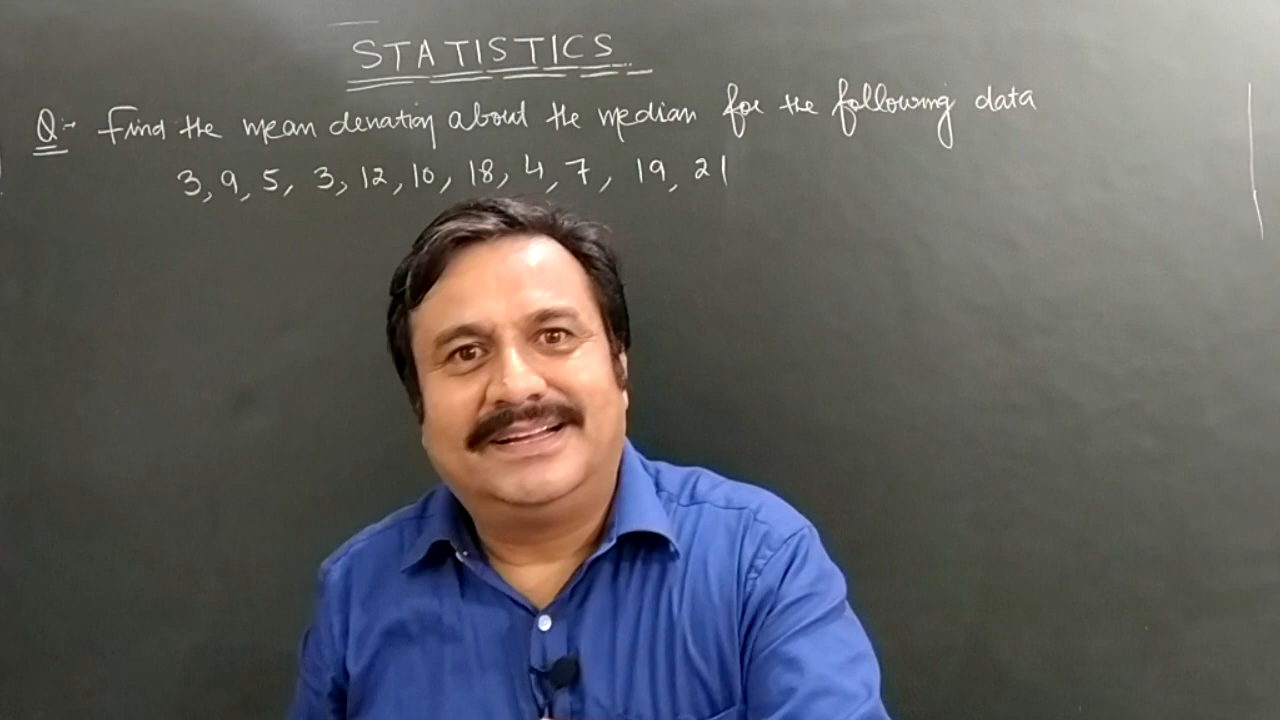 STATISTICS
Q:- Find the mean deviation about the median for the following data
3, 9, 5, 3, 12, 10, 18, 4, 7, 19, 21